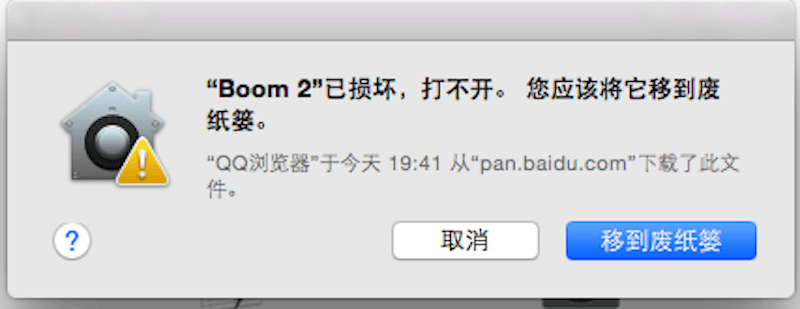 “Boom 2”已损坏，打不开。 您应该将它移到废
纸篓。
“QQ浏览器”于今天 19:41 从“pan.baidu.com”下载了此文
件。
?
取消
移到废纸篓